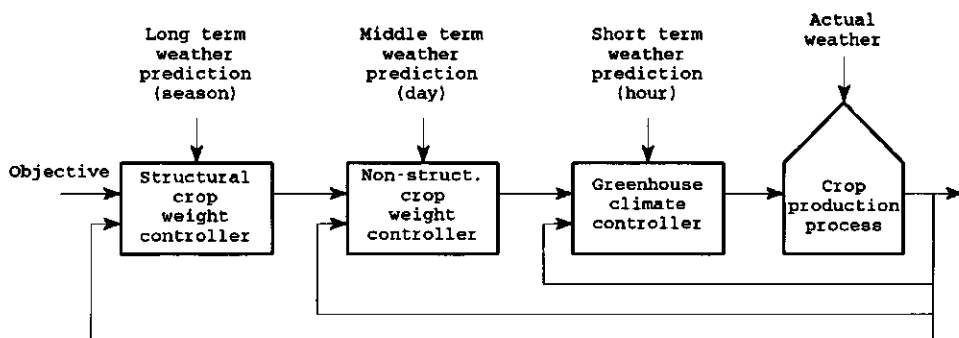 Long term
weather
prediction
(season)
Middle term
weather
prediction
(day)
Short term
weather
prediction
(hour)
Actual
weather
Objective
Structural
crop
weight
controller
Non-struct.
crop
weight
controller
Greenhouse
climate
controller
Crop
production
process